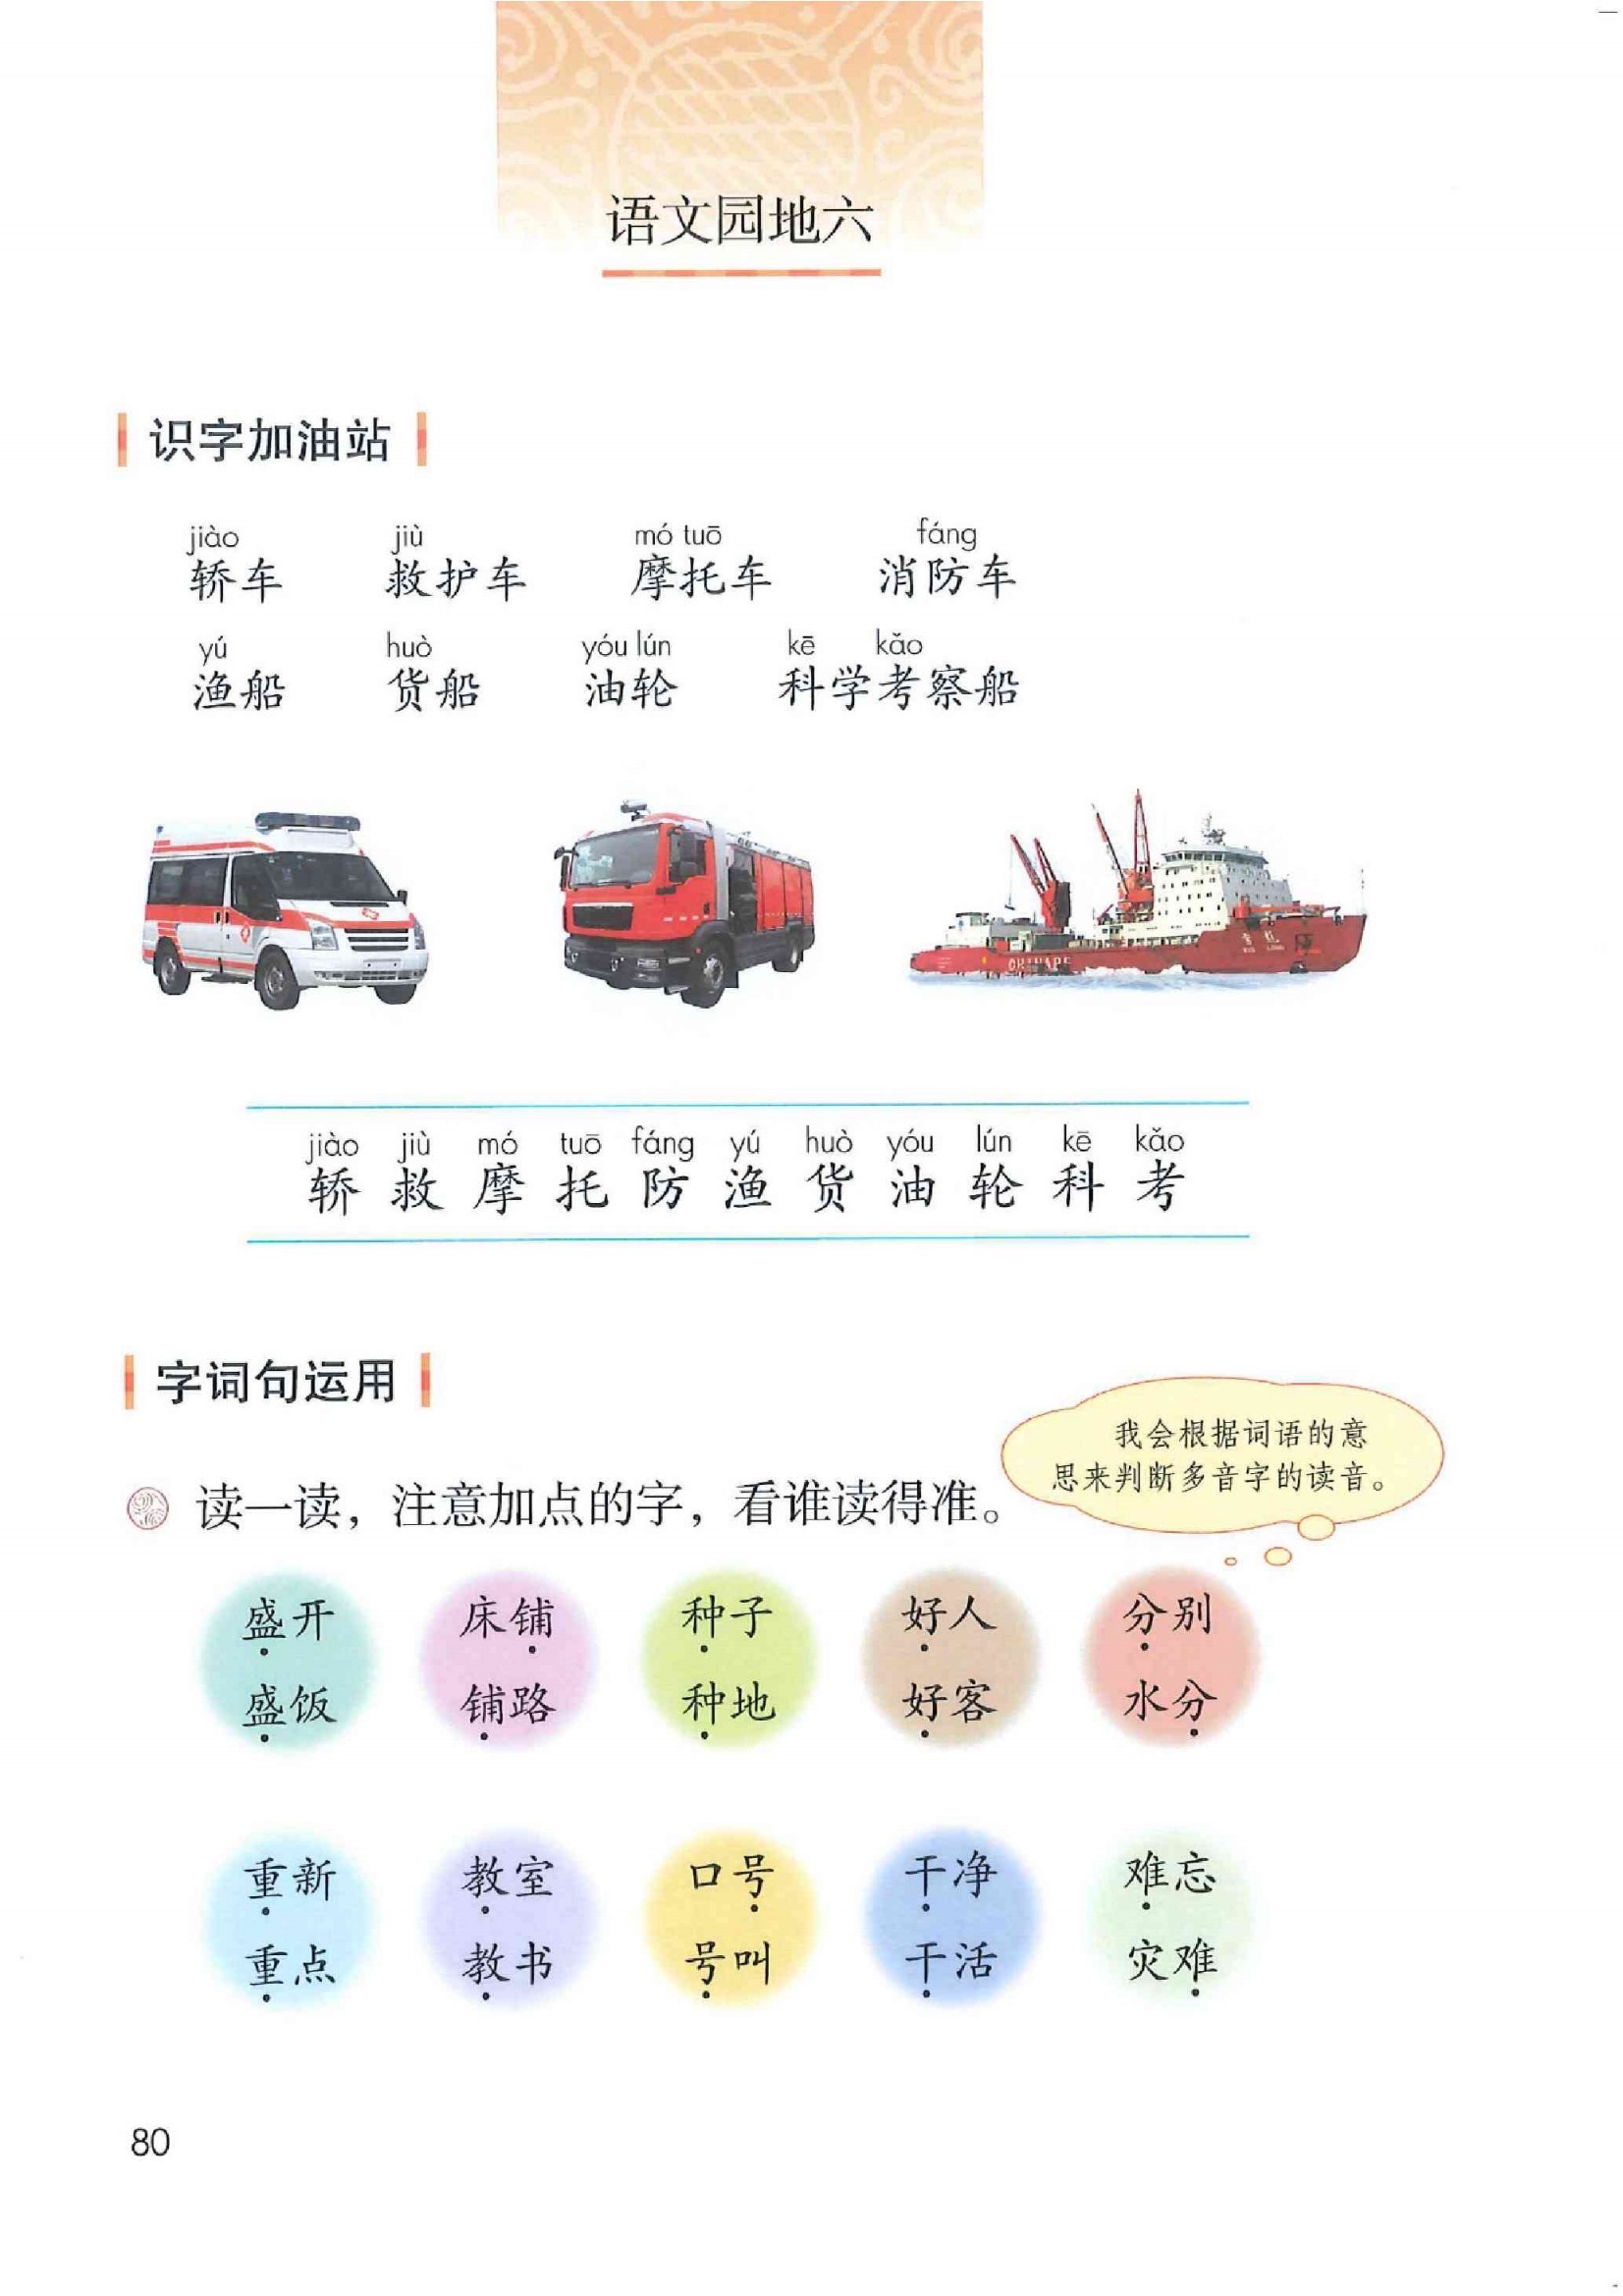 语文园地六
识字加油站
jiào jiù mó tuō fáng
轿车 救护车 摩托车 消防车
yú huò yóu lún kē kǎo
渔船 货船 油轮 科学考察船
jiào jiù mó tuō fáng yú huò yóu lún kē kǎo
轿 救 摩 托 防 渔 货 油 轮 科 考
字词句运用
我会根据词语的意
思来判断多音字的读音。
读一读，注意加点的字，看谁读得准。
盛开 床铺 种子 好人 分别
盛饭 铺路 种地 好客 水分
重新 教室 口号 干净 难忘
重点 教书 号叫 干活 灾难
80